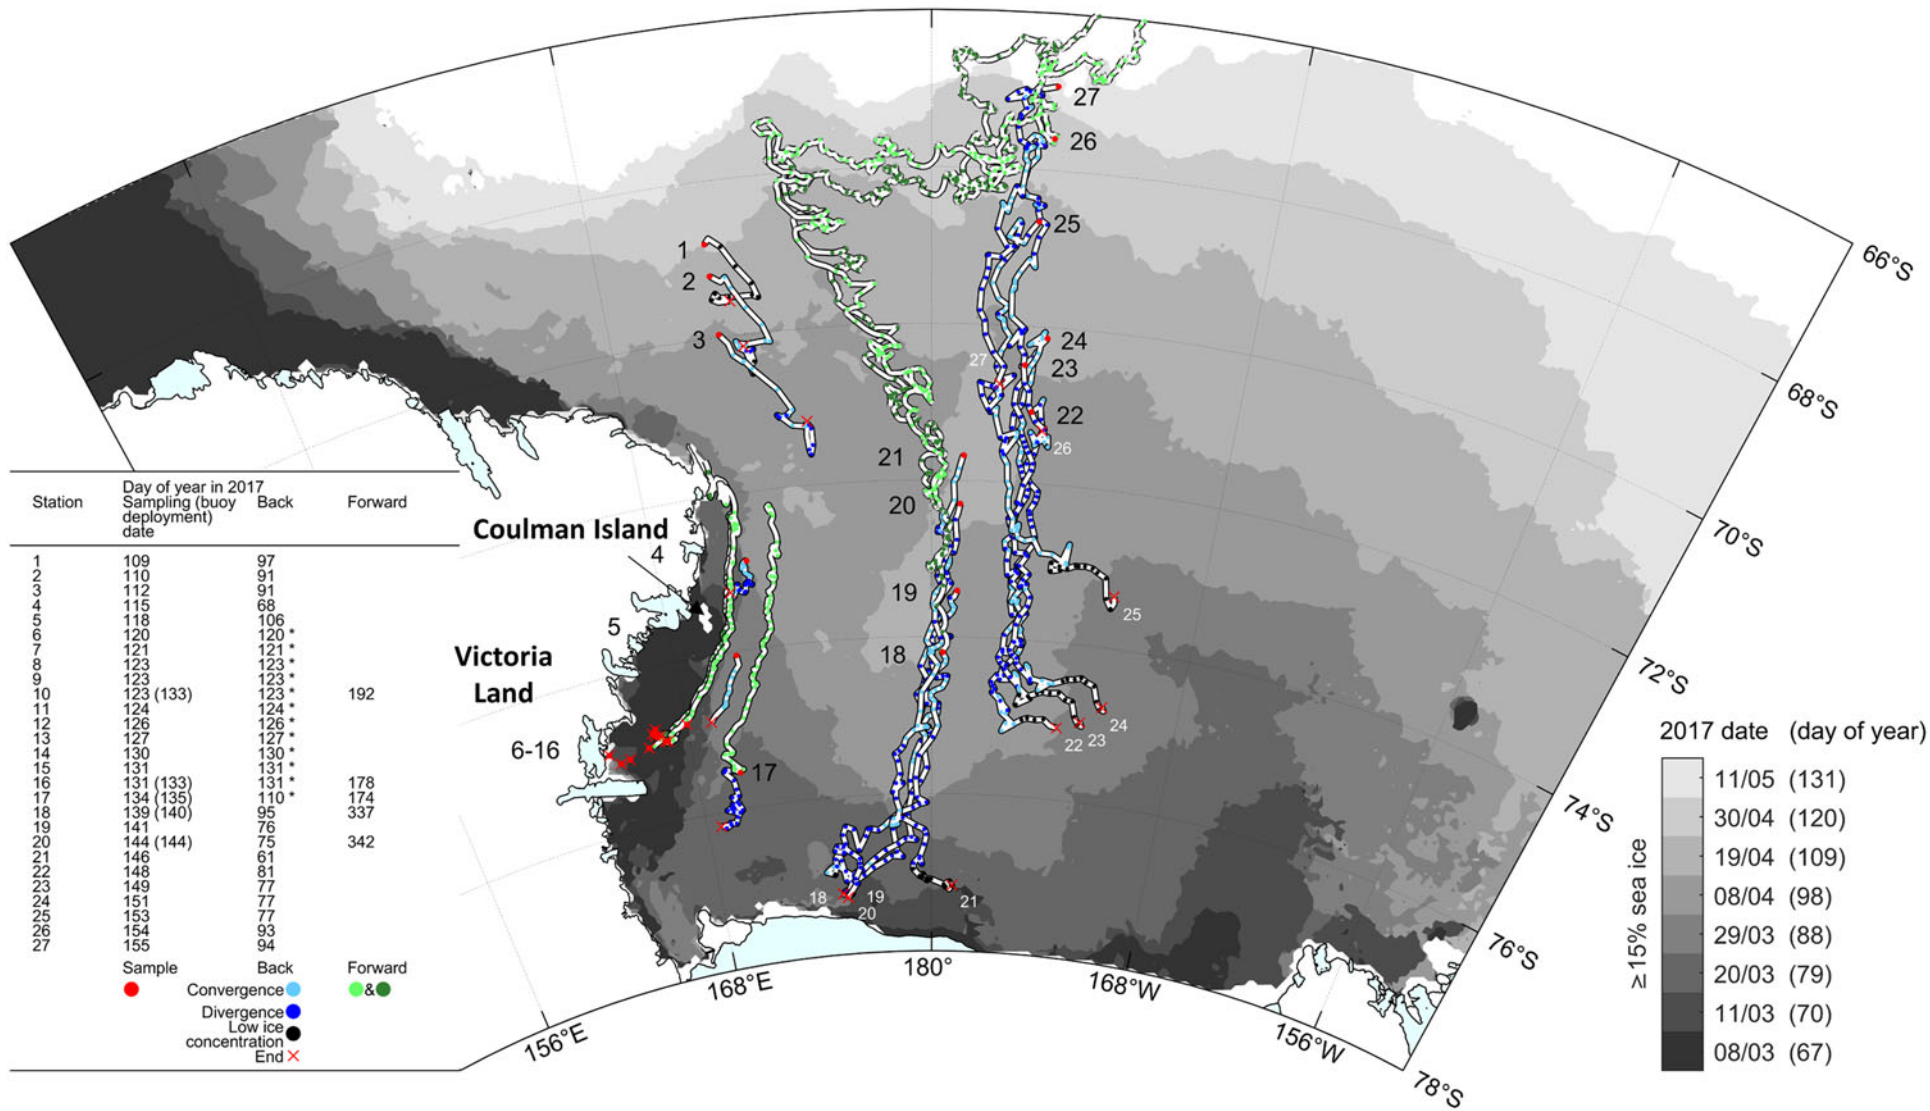 27
26
25
1
2
3
24
23
22
27
26
21
20
19
18
17
25
24
23
22
21
20
19
18
4
5
6-16
Coulman Island
Victoria
Land
66°S
68°S
70°S
72°S
74°S
76°S
78°S
156°E
168°E
180°
168°W
156°W
Day of year in 2017
Station Sampling (buoy Back Forward
deployment)
date
1 109 97
2 110 91
3 112 91
4 115 68
5 118 106
6 120 120 *
7 121 121 *
8 123 123 *
9 123 123 *
10 123 (133) 123 * 192
11 124 124 *
12 126 126 *
13 127 127 *
14 130 130 *
15 131 131 *
16 131 (133) 131 * 178
17 134 (135) 110 * 174
18 139 (140) 95 337
19 141 76
20 144 (144) 75 342
21 146 61
22 148 81
23 149 77
24 151 77
25 153 77
26 154 93
27 155 94
Sample Back Forward
Convergence &
Divergence
Low ice
concentration
End
2017 date (day of year)
≥15% sea ice
11/05 (131)
30/04 (120)
19/04 (109)
08/04 (98)
29/03 (88)
20/03 (79)
11/03 (70)
08/03 (67)